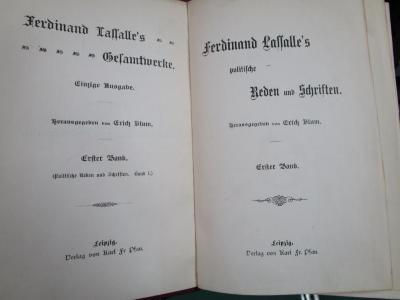 Ferdinand Lassalle's
Gesamtwerke.
Einzige Ausgabe.
Herausgegeben von Erich Blum.
Erster Band.
(Politische Reden und Schriften. Band I.)
Leipzig.
Verlag von Karl Fr. Pfau.
Ferdinand Lassalle's
politische
Reden und Schriften.
Herausgegeben von Erich Blum.
Erster Band.
Leipzig.
Verlag von Karl Fr. Pfau.